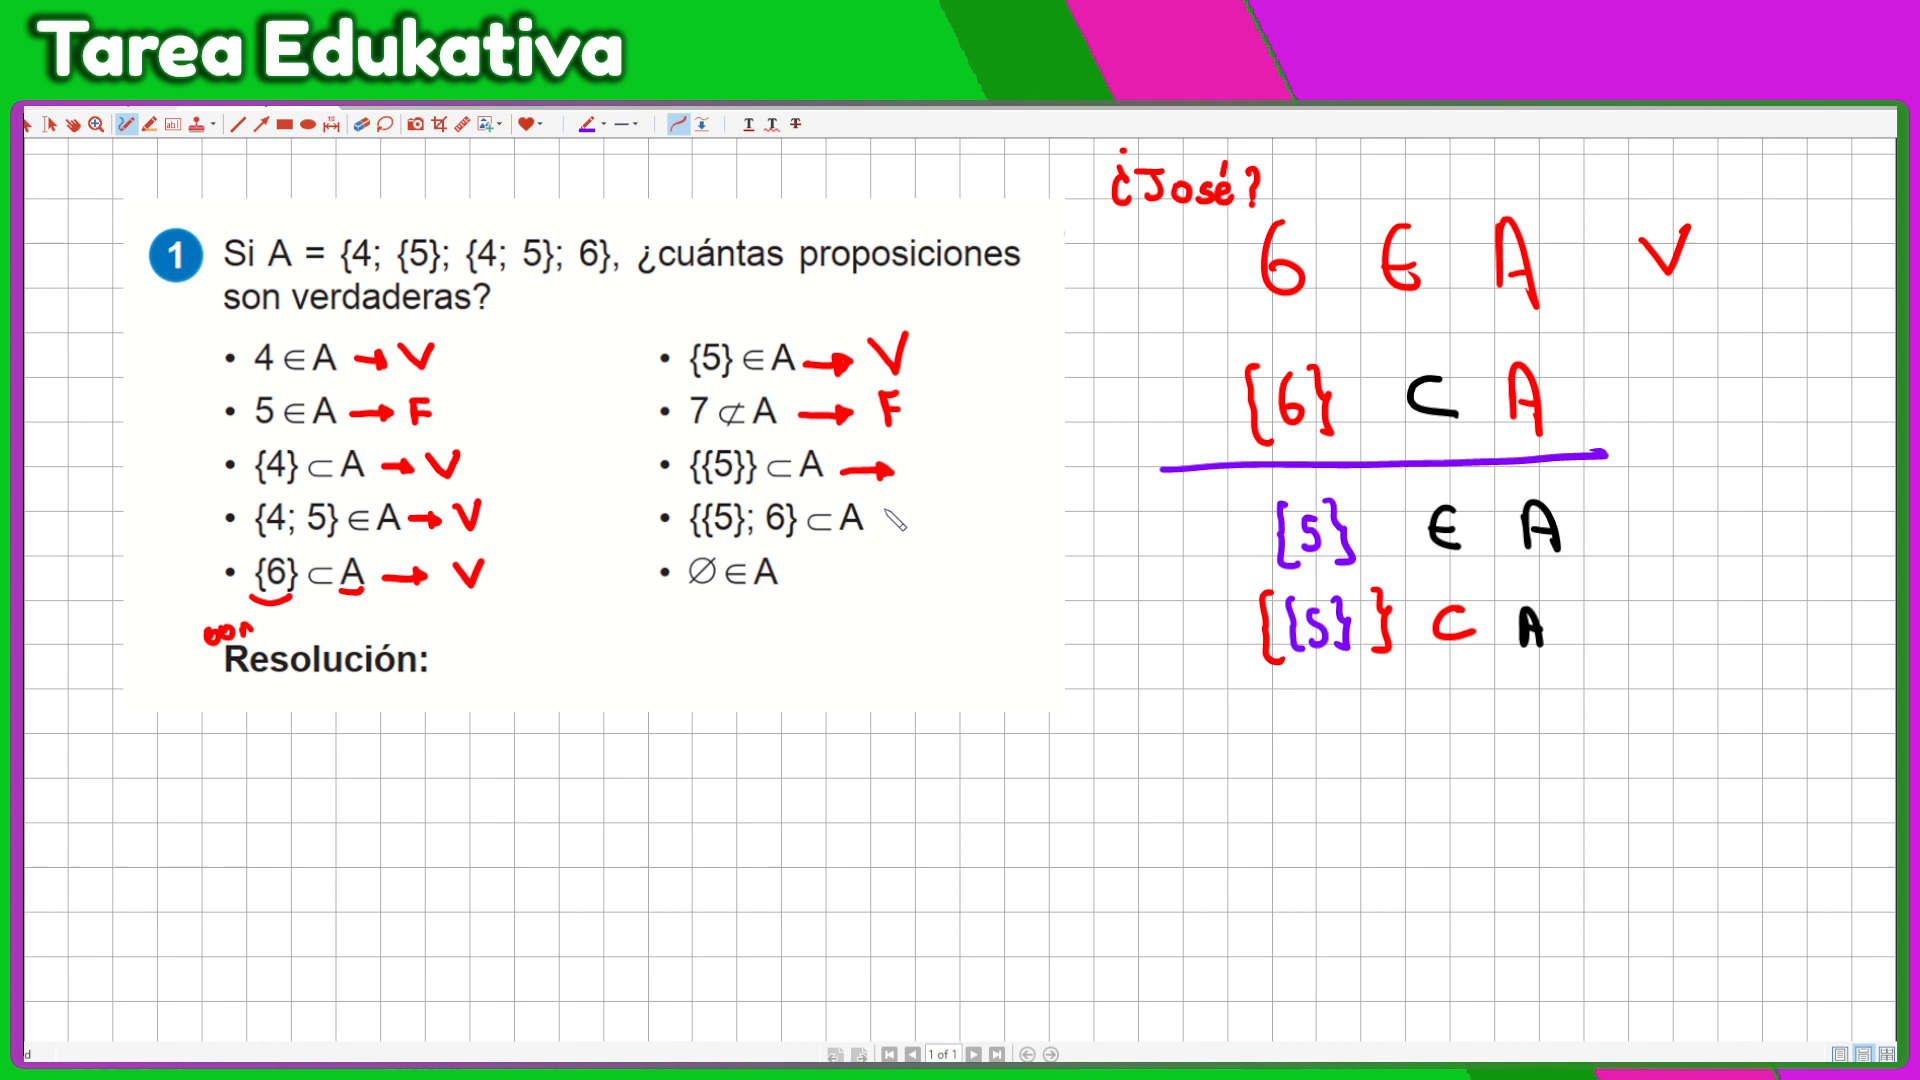 Tarea Edukativa
¿José?
1 Si A = {4; {5}; {4; 5}; 6}, ¿cuántas proposiciones
son verdaderas?
• 4 ∈ A → V
• 5 ∈ A → F
• {4} ⊂ A → V
• {4; 5} ∈ A → V
• {6} ⊂ A → V
• {5} ∈ A → V
• 7 ⊄ A → F
• {{5}} ⊂ A →
• {{5}; 6} ⊂ A
• ∅ ∈ A
Resolución:
6 ∈ A V
{6} ⊂ A
{5} ∈ A
{{5}} ⊂ A
1 of 1